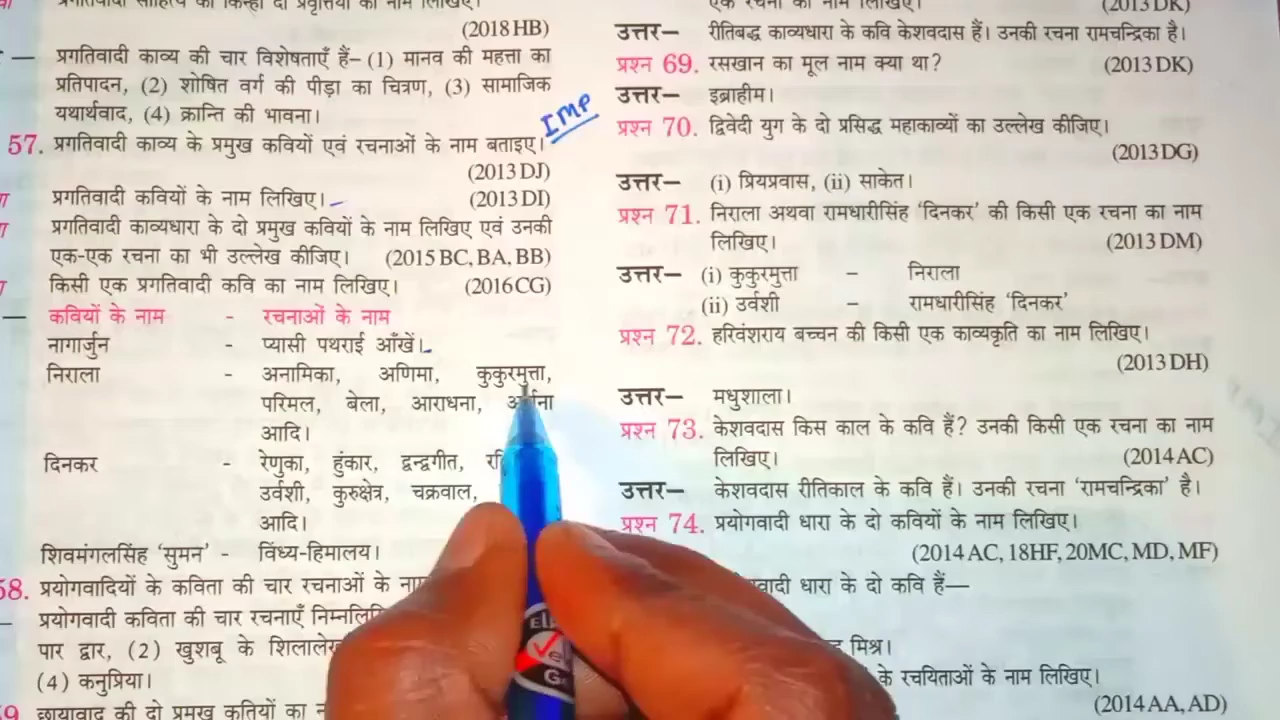 प्रगतिवादी साहित्य की किन्हीं दो प्रवृत्तियों का नाम लिखिए।
(2018 HB)
— प्रगतिवादी काव्य की चार विशेषताएँ हैं– (1) मानव की महत्ता का
प्रतिपादन, (2) शोषित वर्ग की पीड़ा का चित्रण, (3) सामाजिक
यथार्थवाद, (4) क्रान्ति की भावना।
IMP
57. प्रगतिवादी काव्य के प्रमुख कवियों एवं रचनाओं के नाम बताइए।
(2013 DJ)
प्रगतिवादी कवियों के नाम लिखिए। (2013 DI)
प्रगतिवादी काव्यधारा के दो प्रमुख कवियों के नाम लिखिए एवं उनकी
एक-एक रचना का भी उल्लेख कीजिए। (2015 BC, BA, BB)
किसी एक प्रगतिवादी कवि का नाम लिखिए। (2016 CG)
— कवियों के नाम - रचनाओं के नाम
नागार्जुन - प्यासी पथराई आँखें।
निराला - अनामिका, अणिमा, कुकुरमुत्ता,
परिमल, बेला, आराधना,
आदि।
दिनकर - रेणुका, हुंकार, द्वन्द्वगीत,
उर्वशी, कुरुक्षेत्र, चक्रवाल,
आदि।
शिवमंगलसिंह ‘सुमन’ - विंध्य-हिमालय।
58. प्रयोगवादियों के कविता की चार रचनाओं के
प्रयोगवादी कविता की चार रचनाएँ
पार द्वार, (2) खुशबू के
(4) कनुप्रिया।
छायावाद की दो प्रमुख कृतियों का
एक रचना का नाम लिखिए। (2013 DK)
उत्तर– रीतिबद्ध काव्यधारा के कवि केशवदास हैं। उनकी रचना रामचन्द्रिका है।
प्रश्न 69. रसखान का मूल नाम क्या था? (2013 DK)
उत्तर– इब्राहीम।
प्रश्न 70. द्विवेदी युग के दो प्रसिद्ध महाकाव्यों का उल्लेख कीजिए।
(2013 DG)
उत्तर– (i) प्रियप्रवास, (ii) साकेत।
प्रश्न 71. निराला अथवा रामधारीसिंह ‘दिनकर’ की किसी एक रचना का नाम
लिखिए। (2013 DM)
उत्तर– (i) कुकुरमुत्ता – निराला
(ii) उर्वशी – रामधारीसिंह ‘दिनकर’
प्रश्न 72. हरिवंशराय बच्चन की किसी एक काव्यकृति का नाम लिखिए।
(2013 DH)
उत्तर– मधुशाला।
प्रश्न 73. केशवदास किस काल के कवि हैं? उनकी किसी एक रचना का नाम
लिखिए। (2014 AC)
उत्तर– केशवदास रीतिकाल के कवि हैं। उनकी रचना ‘रामचन्द्रिका’ है।
प्रश्न 74. प्रयोगवादी धारा के दो कवियों के नाम लिखिए।
(2014 AC, 18HF, 20MC, MD, MF)
धारा के दो कवि हैं—
मिश्र।
के रचयिताओं के नाम लिखिए।
(2014 AA, AD)